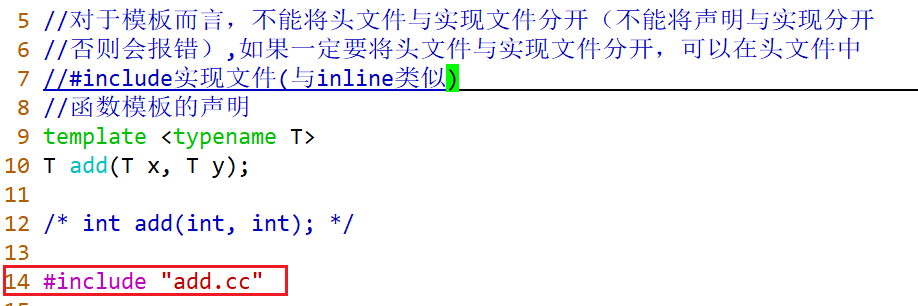 5 //对于模板而言，不能将头文件与实现文件分开（不能将声明与实现分开
6 //否则会报错）,如果一定要将头文件与实现文件分开，可以在头文件中
7 //#include实现文件(与inline类似)
8 //函数模板的声明
9 template <typename T>
10 T add(T x, T y);
11
12 /* int add(int, int); */
13
14 #include "add.cc"